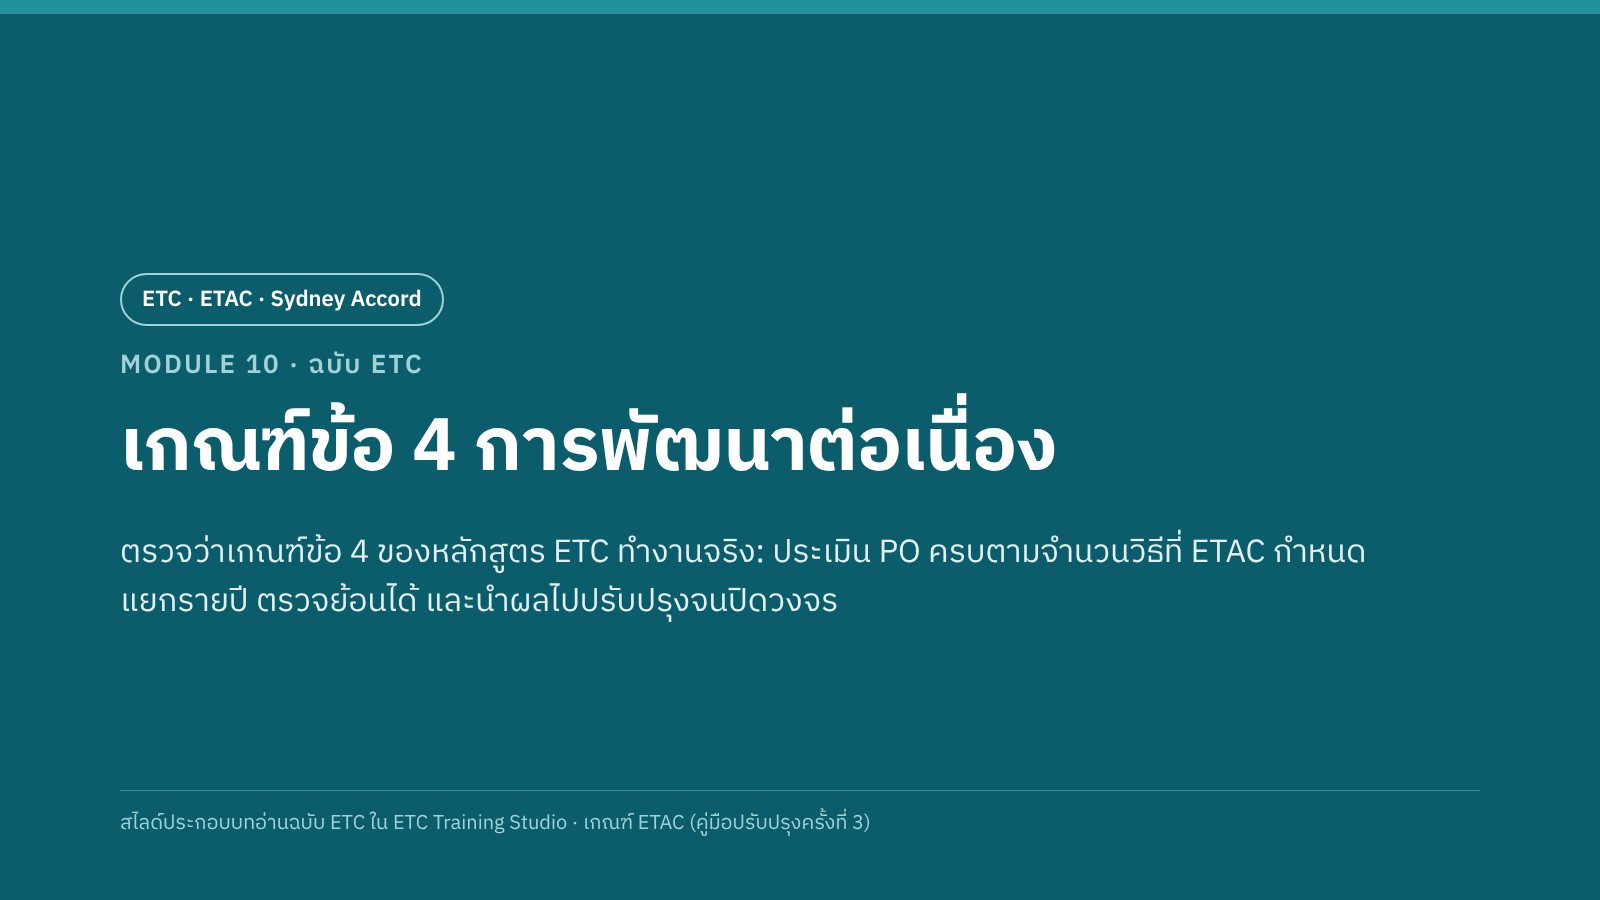 ETC · ETAC · Sydney Accord
MODULE 10 · ฉบับ ETC
เกณฑ์ข้อ 4 การพัฒนาต่อเนื่อง
ตรวจว่าเกณฑ์ข้อ 4 ของหลักสูตร ETC ทำงานจริง: ประเมิน PO ครบตามจำนวนวิธีที่ ETAC กำหนด
แยกรายปี ตรวจย้อนได้ และนำผลไปปรับปรุงจนปิดวงจร
สไลด์ประกอบบทอ่านฉบับ ETC ใน ETC Training Studio · เกณฑ์ ETAC (คู่มือปรับปรุงครั้งที่ 3)